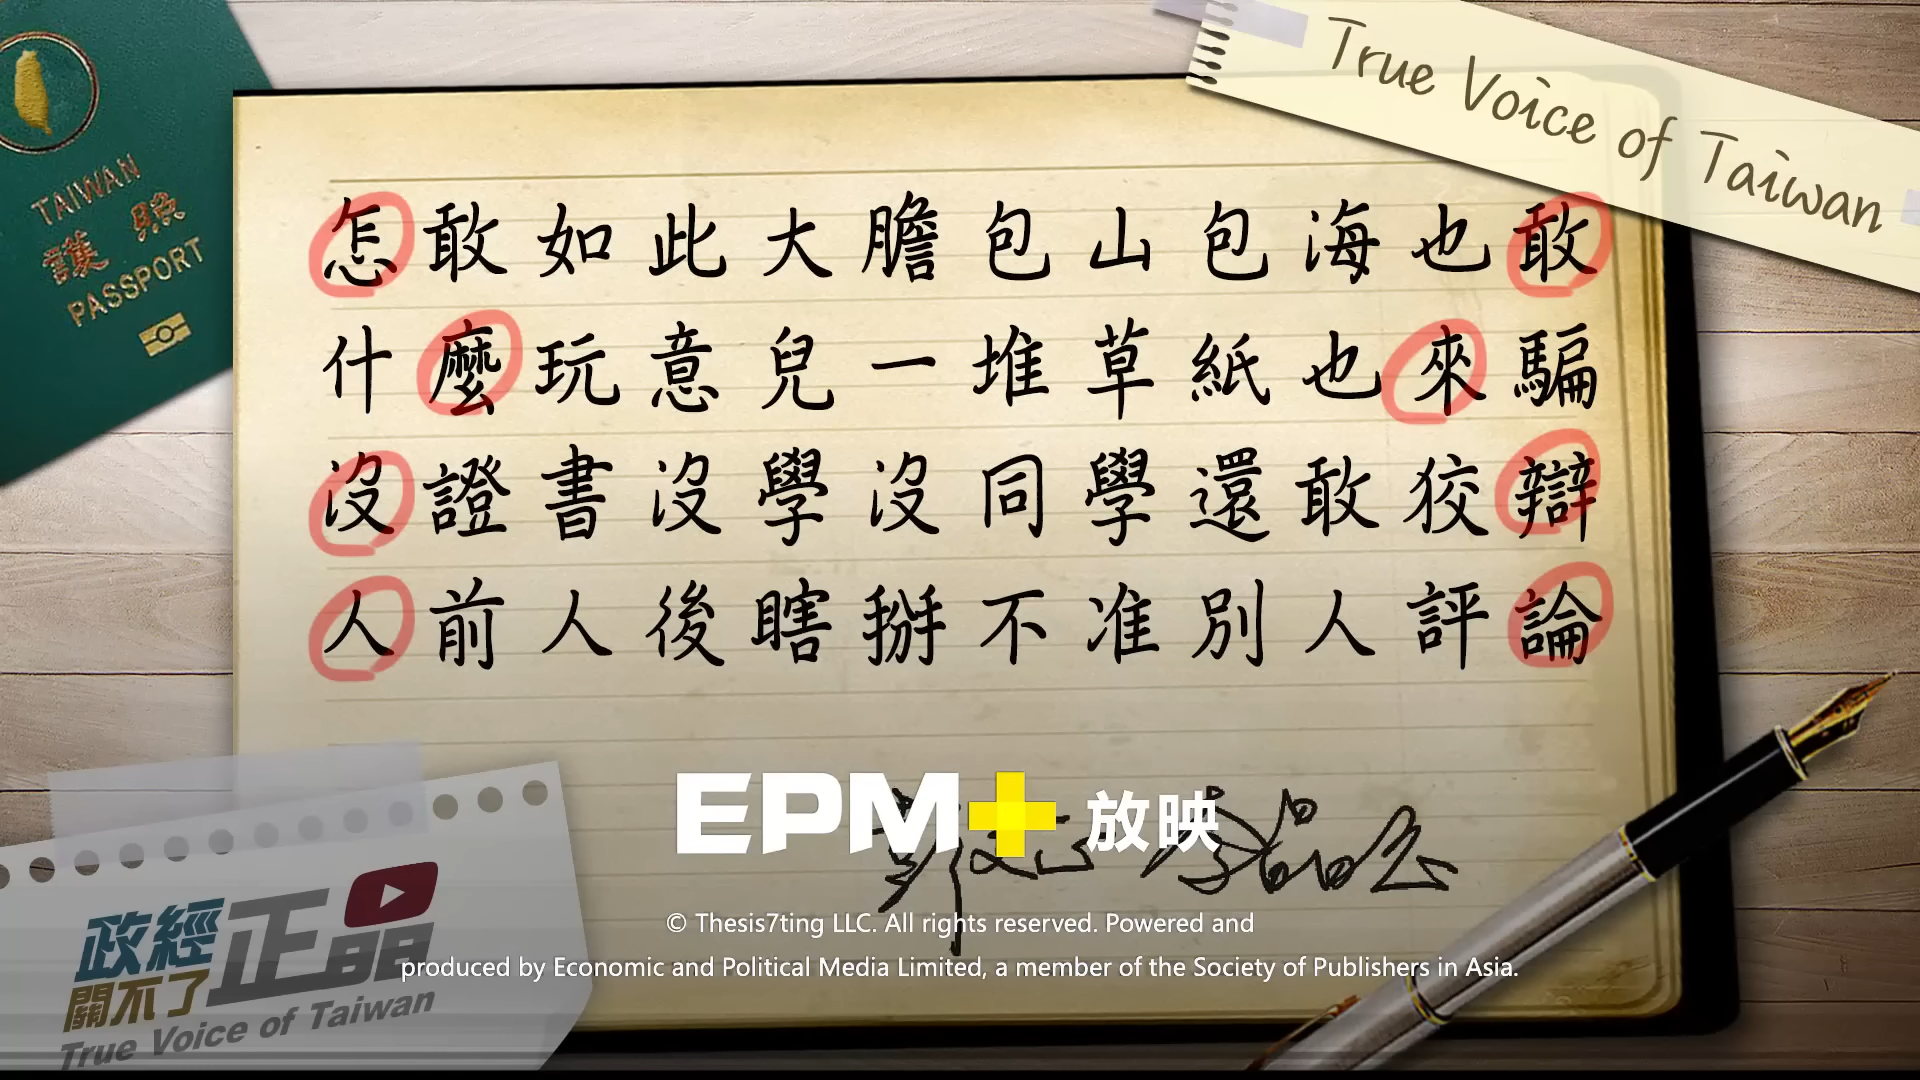 True Voice of Taiwan
TAIWAN
護照
PASSPORT
怎敢如此大膽包山包海也敢
什麼玩意兒一堆草紙也來騙
沒證書沒學沒同學還敢狡辯
人前人後瞎掰不准別人評論
EPM+ 放映
© Thesis7ting LLC. All rights reserved. Powered and
produced by Economic and Political Media Limited, a member of the Society of Publishers in Asia.
政經
關不了
正晶
True Voice of Taiwan